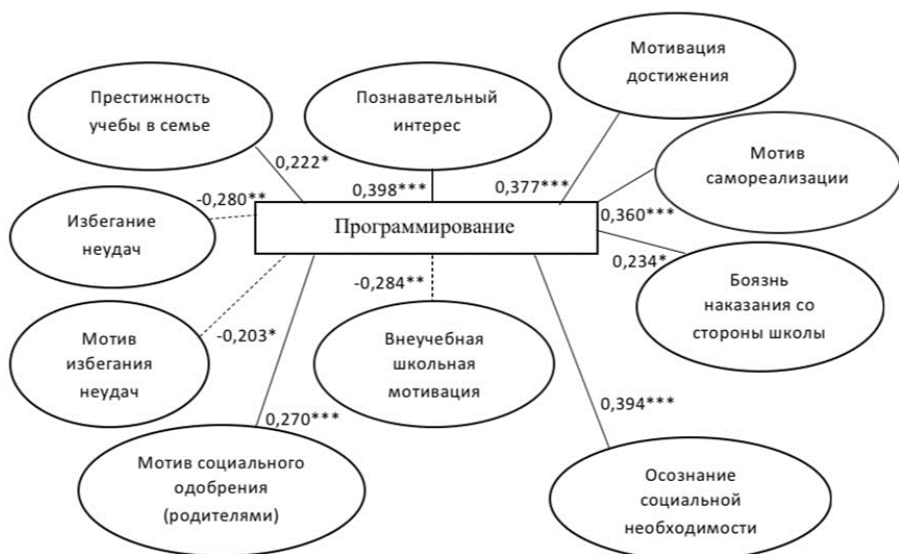 Мотивация
достижения
Престижность
учебы в семье
Познавательный
интерес
Мотив
самореализации
0,222*
-0,280**
0,398***
0,377***
0,360***
Избегание
неудач
Программирование
0,234*
Боязнь
наказания со
стороны школы
-0,284**
Мотив
избегания
неудач
-0,203*
Внеучебная
школьная
мотивация
0,270***
0,394***
Мотив социального
одобрения
(родителями)
Осознание
социальной
необходимости